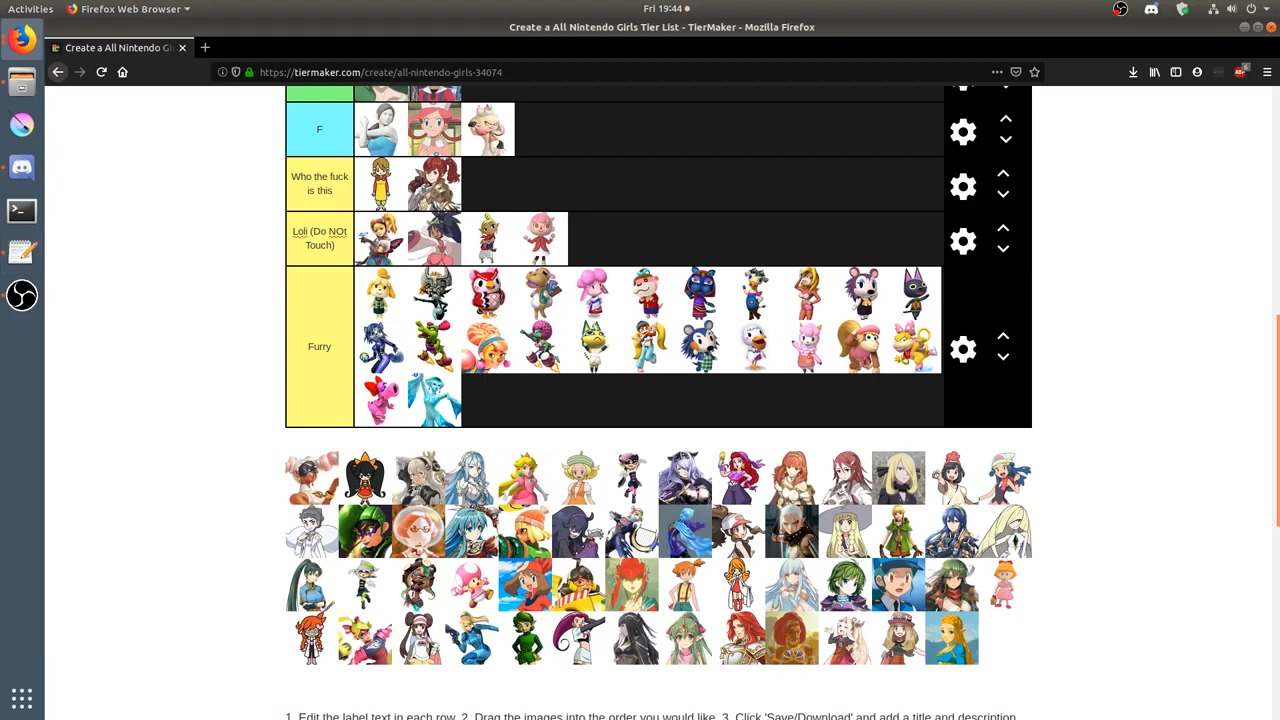 Activities Firefox Web Browser Fri 19:44
Create a All Nintendo Girls Tier List - TierMaker - Mozilla Firefox
Create a All Nintendo Gi
https://tiermaker.com/create/all-nintendo-girls-34074
6
F
Who the fuck
is this
Loli (Do NOt
Touch)
Furry
1. Edit the label text in each row. 2. Drag the images into the order you would like. 3. Click 'Save/Download' and add a title and description.